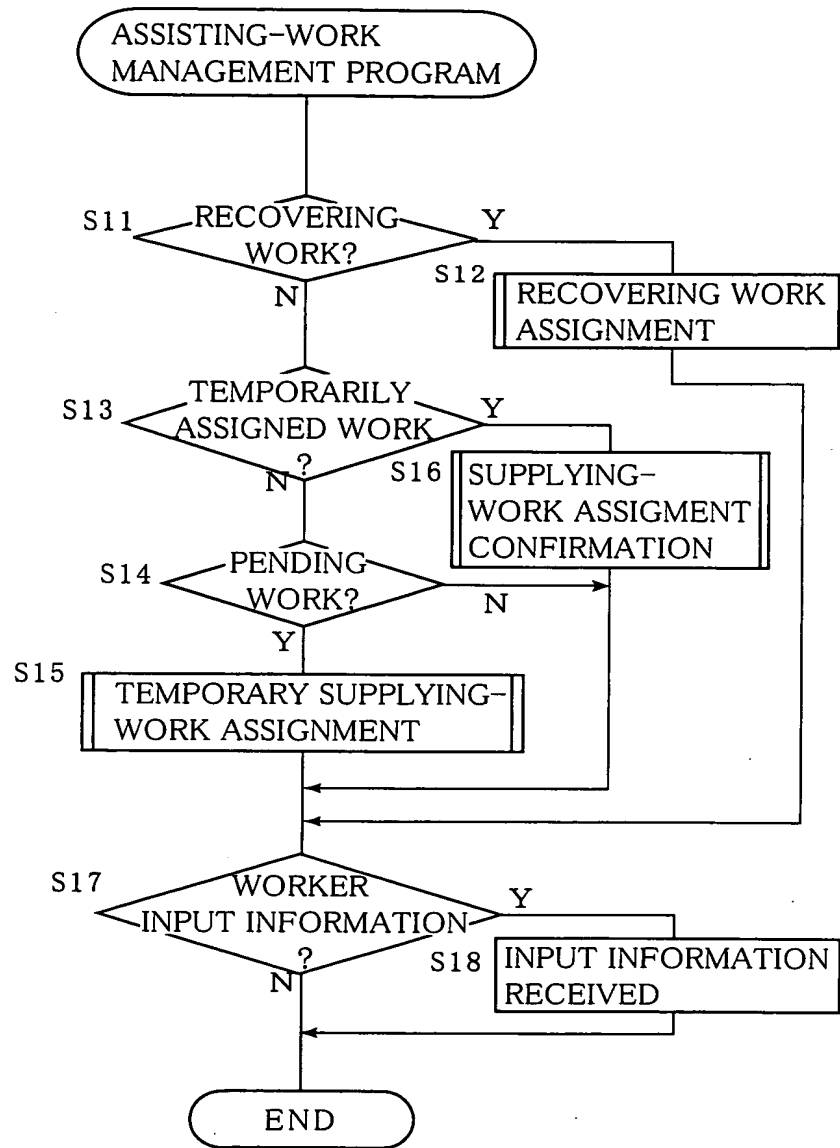 ASSISTING-WORK
MANAGEMENT PROGRAM
S11
RECOVERING
WORK?
Y
N
S12
RECOVERING WORK
ASSIGNMENT
S13
TEMPORARILY
ASSIGNED WORK
?
Y
N
S16
SUPPLYING-
WORK ASSIGMENT
CONFIRMATION
S14
PENDING
WORK?
N
Y
S15
TEMPORARY SUPPLYING-
WORK ASSIGNMENT
S17
WORKER
INPUT INFORMATION
?
Y
N
S18
INPUT INFORMATION
RECEIVED
END